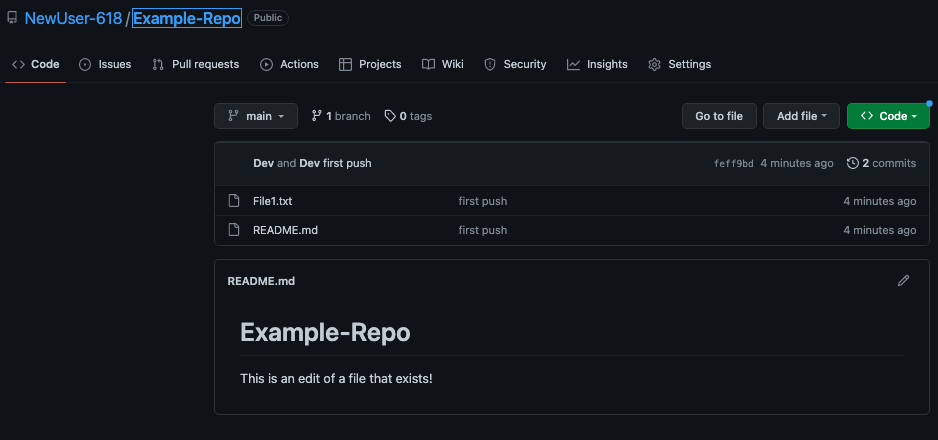 NewUser-618 / Example-Repo Public
Code Issues Pull requests Actions Projects Wiki Security Insights Settings
main 1 branch 0 tags Go to file Add file Code
Dev and Dev first push feff9bd 4 minutes ago 2 commits
File1.txt first push 4 minutes ago
README.md first push 4 minutes ago
README.md
Example-Repo
This is an edit of a file that exists!